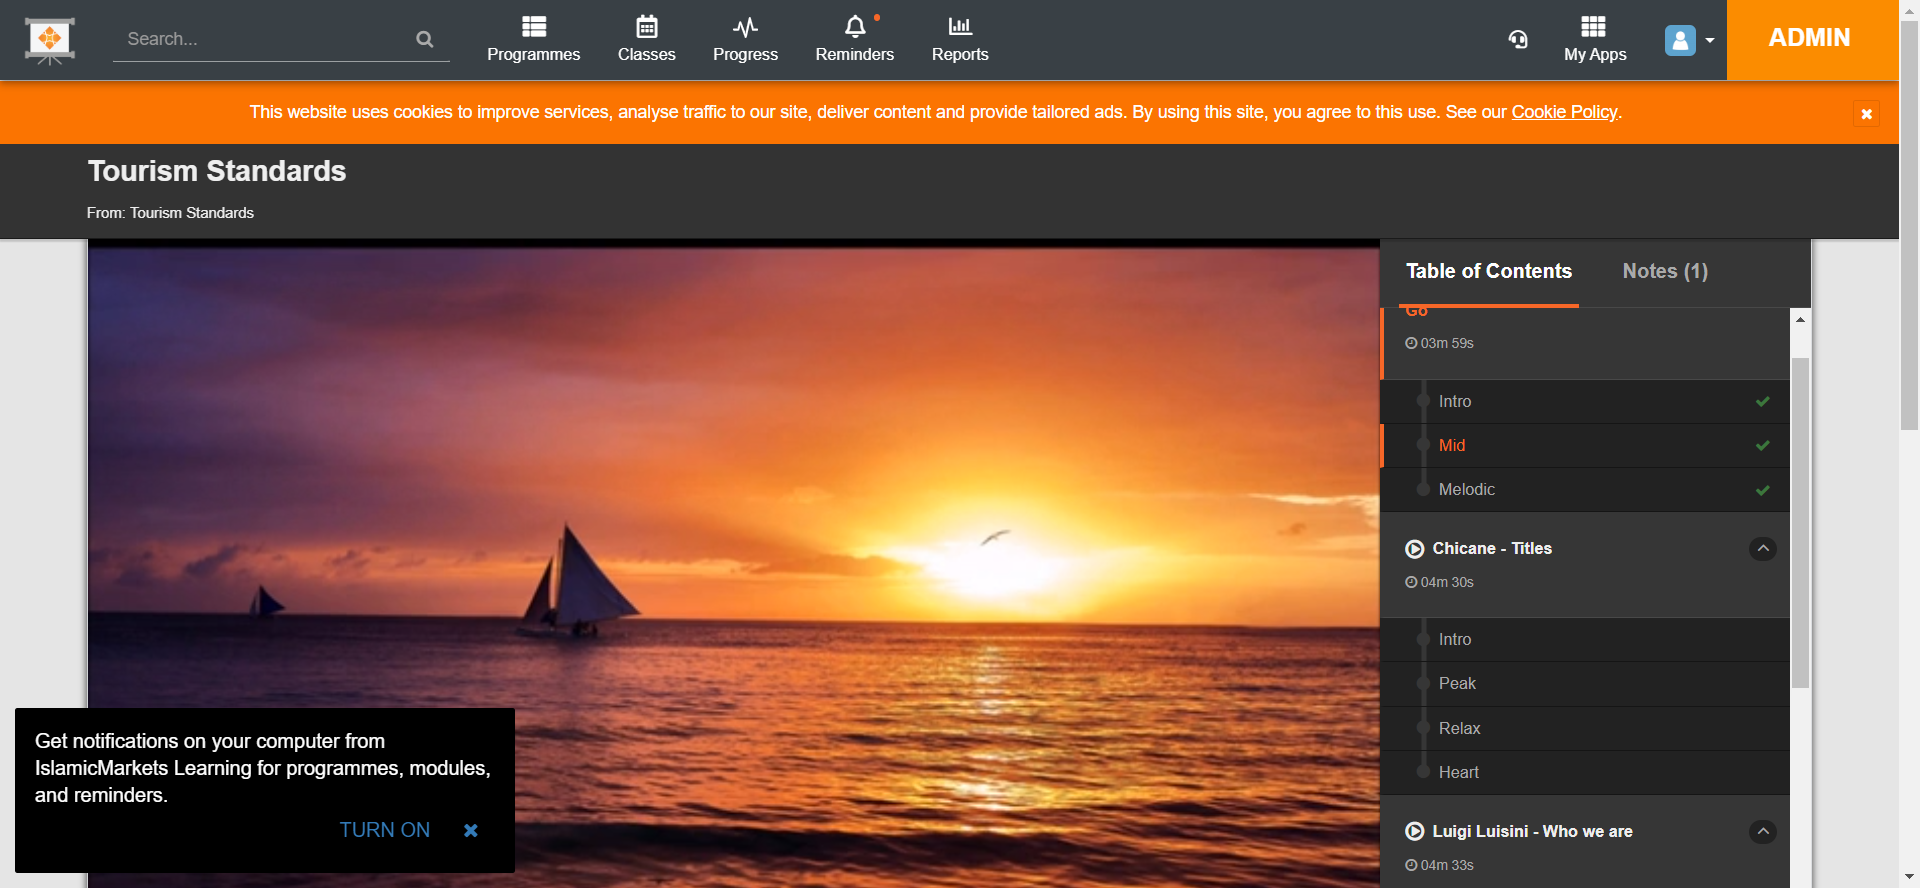 Search...
Programmes
Classes
Progress
Reminders
Reports
My Apps
ADMIN
This website uses cookies to improve services, analyse traffic to our site, deliver content and provide tailored ads. By using this site, you agree to this use. See our Cookie Policy.
Tourism Standards
From: Tourism Standards
Table of Contents
Notes (1)
Go
03m 59s
Intro
Mid
Melodic
Chicane - Titles
04m 30s
Intro
Peak
Relax
Heart
Luigi Luisini - Who we are
04m 33s
Get notifications on your computer from
IslamicMarkets Learning for programmes, modules,
and reminders.
TURN ON